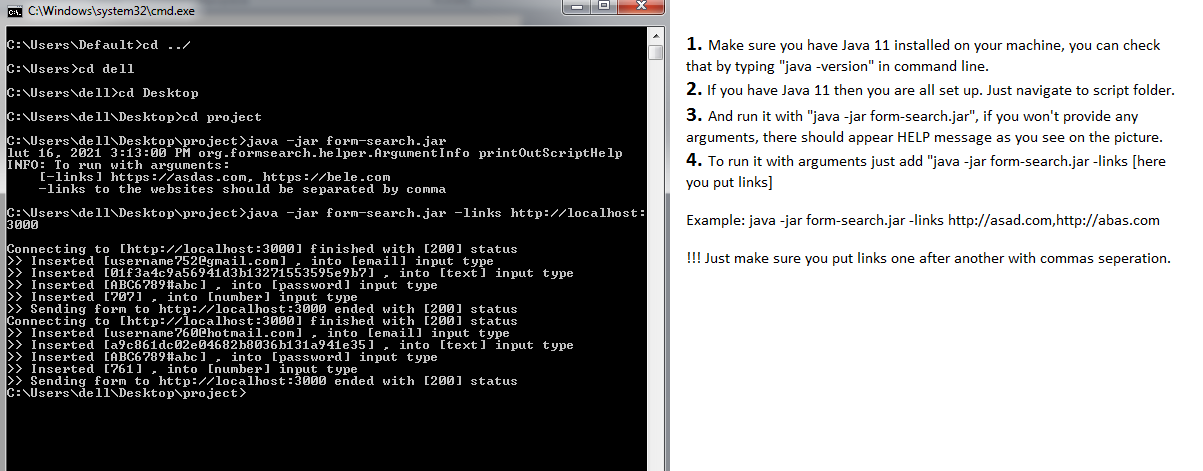 C:\Windows\system32\cmd.exe
C:\Users\Default>cd ../
C:\Users>cd dell
C:\Users\dell>cd Desktop
C:\Users\dell\Desktop>cd project
C:\Users\dell\Desktop\project>java -jar form-search.jar
lut 16, 2021 3:13:00 PM org.formsearch.helper.ArgumentInfo printOutScriptHelp
INFO: To run with arguments:
[-links] https://asdas.com, https://bele.com
-links to the websites should be separated by comma
C:\Users\dell\Desktop\project>java -jar form-search.jar -links http://localhost:
3000
Connecting to [http://localhost:3000] finished with [200] status
>> Inserted [username752@gmail.com] , into [email] input type
>> Inserted [01f3a4c9a56941d3b13271553595e9b7] , into [text] input type
>> Inserted [ABC6789#abc] , into [password] input type
>> Inserted [707] , into [number] input type
>> Sending form to http://localhost:3000 ended with [200] status
Connecting to [http://localhost:3000] finished with [200] status
>> Inserted [username760@hotmail.com] , into [email] input type
>> Inserted [a9c861dc02e04682b8036b131a941e35] , into [text] input type
>> Inserted [ABC6789#abc] , into [password] input type
>> Inserted [761] , into [number] input type
>> Sending form to http://localhost:3000 ended with [200] status
C:\Users\dell\Desktop\project>
1. Make sure you have Java 11 installed on your machine, you can check
that by typing "java -version" in command line.
2. If you have Java 11 then you are all set up. Just navigate to script folder.
3. And run it with "java -jar form-search.jar", if you won't provide any
arguments, there should appear HELP message as you see on the picture.
4. To run it with arguments just add "java -jar form-search.jar -links [here
you put links]
Example: java -jar form-search.jar -links http://asad.com,http://abas.com
!!! Just make sure you put links one after another with commas seperation.